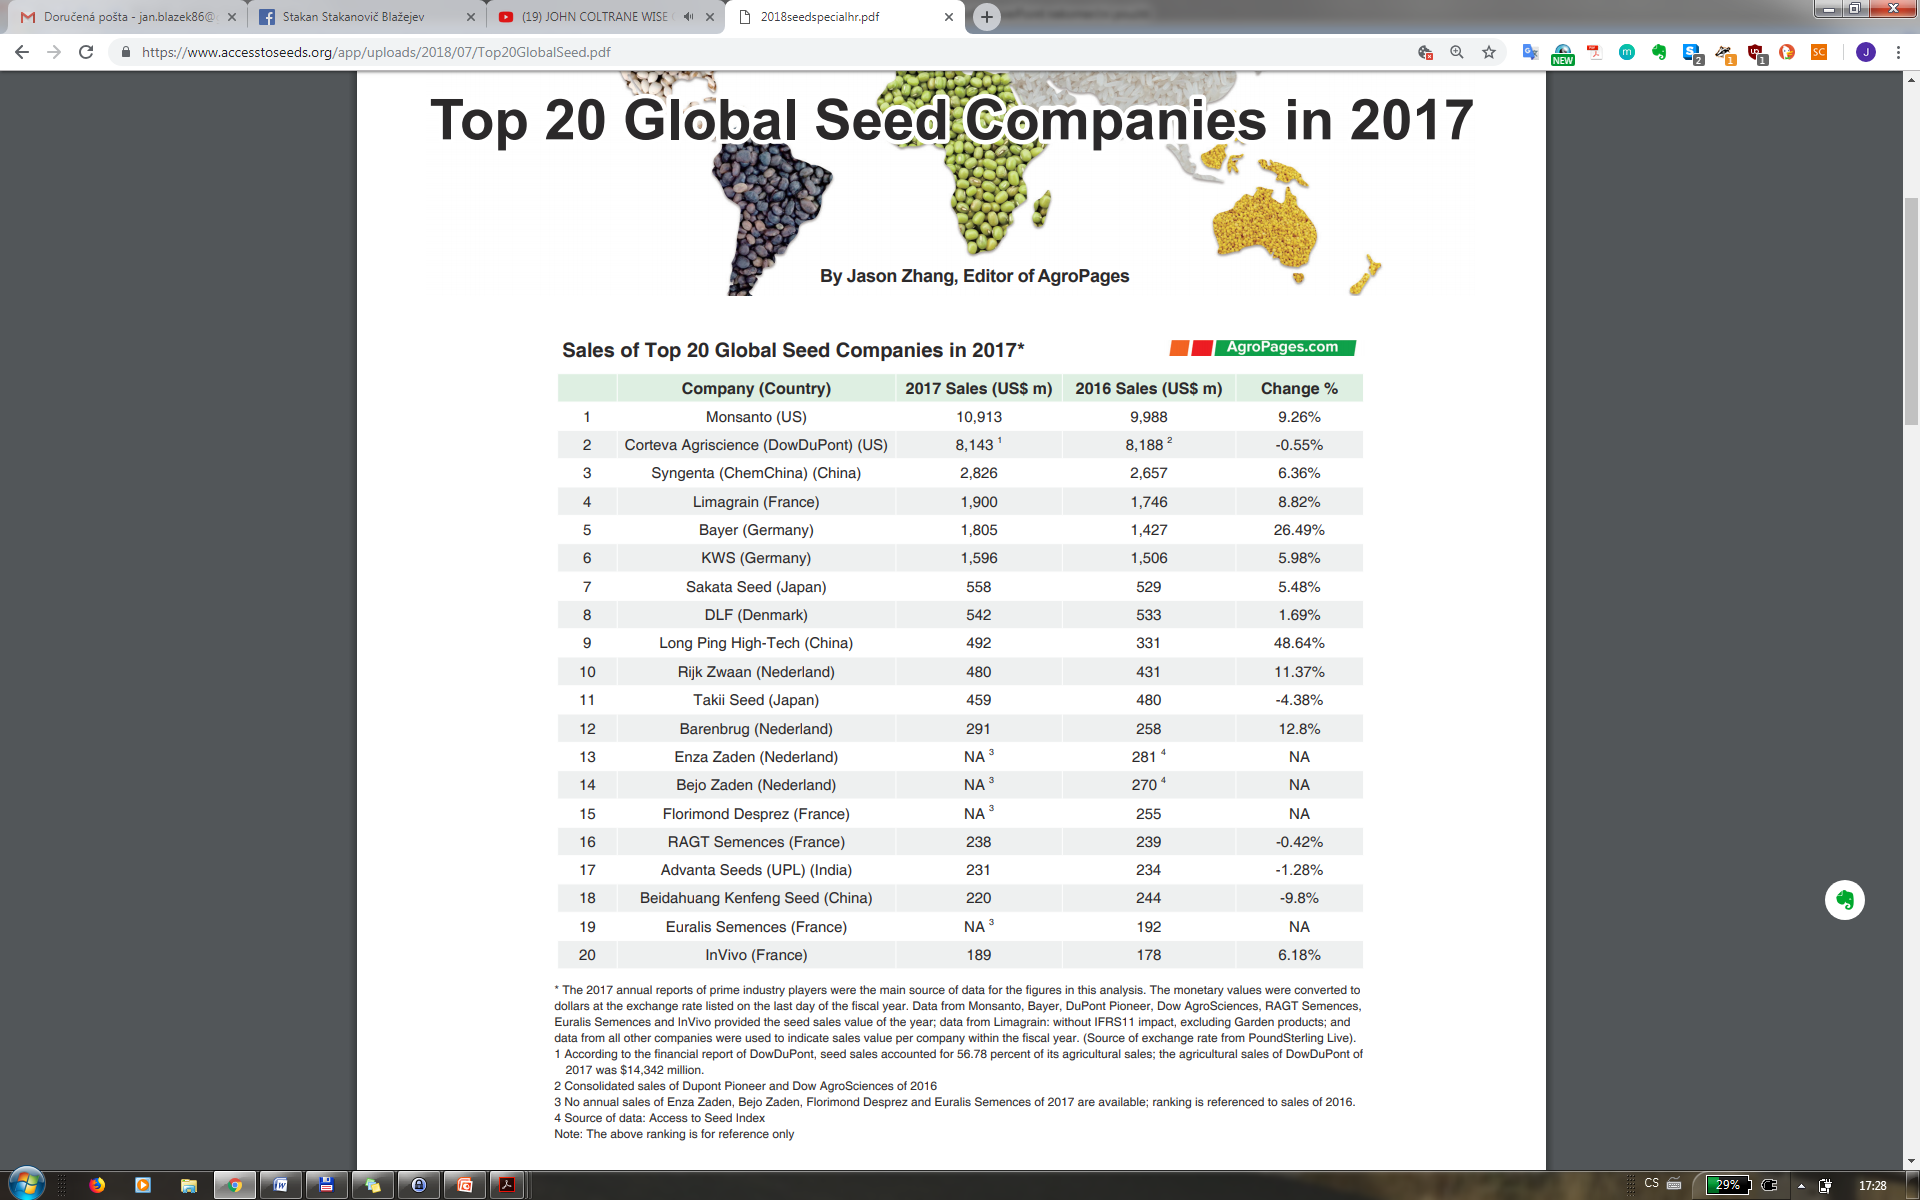 Doručená pošta - jan.blazek86@
Stakan Stakanovič Blažejev
(19) JOHN COLTRANE WISE
2018seedspecialhr.pdf
https://www.accesstoseeds.org/app/uploads/2018/07/Top20GlobalSeed.pdf
NEW
2
1
1
SC
J
Top 20 Global Seed Companies in 2017
By Jason Zhang, Editor of AgroPages
Sales of Top 20 Global Seed Companies in 2017*
AgroPages.com
Company (Country) 2017 Sales (US$ m) 2016 Sales (US$ m) Change %
1 Monsanto (US) 10,913 9,988 9.26%
2 Corteva Agriscience (DowDuPont) (US) 8,143 1 8,188 2 -0.55%
3 Syngenta (ChemChina) (China) 2,826 2,657 6.36%
4 Limagrain (France) 1,900 1,746 8.82%
5 Bayer (Germany) 1,805 1,427 26.49%
6 KWS (Germany) 1,596 1,506 5.98%
7 Sakata Seed (Japan) 558 529 5.48%
8 DLF (Denmark) 542 533 1.69%
9 Long Ping High-Tech (China) 492 331 48.64%
10 Rijk Zwaan (Nederland) 480 431 11.37%
11 Takii Seed (Japan) 459 480 -4.38%
12 Barenbrug (Nederland) 291 258 12.8%
13 Enza Zaden (Nederland) NA 3 281 4 NA
14 Bejo Zaden (Nederland) NA 3 270 4 NA
15 Florimond Desprez (France) NA 3 255 NA
16 RAGT Semences (France) 238 239 -0.42%
17 Advanta Seeds (UPL) (India) 231 234 -1.28%
18 Beidahuang Kenfeng Seed (China) 220 244 -9.8%
19 Euralis Semences (France) NA 3 192 NA
20 InVivo (France) 189 178 6.18%
* The 2017 annual reports of prime industry players were the main source of data for the figures in this analysis. The monetary values were converted to
dollars at the exchange rate listed on the last day of the fiscal year. Data from Monsanto, Bayer, DuPont Pioneer, Dow AgroSciences, RAGT Semences,
Euralis Semences and InVivo provided the seed sales value of the year; data from Limagrain: without IFRS11 impact, excluding Garden products; and
data from all other companies were used to indicate sales value per company within the fiscal year. (Source of exchange rate from PoundSterling Live).
1 According to the financial report of DowDuPont, seed sales accounted for 56.78 percent of its agricultural sales; the agricultural sales of DowDuPont of
2017 was $14,342 million.
2 Consolidated sales of Dupont Pioneer and Dow AgroSciences of 2016
3 No annual sales of Enza Zaden, Bejo Zaden, Florimond Desprez and Euralis Semences of 2017 are available; ranking is referenced to sales of 2016.
4 Source of data: Access to Seed Index
Note: The above ranking is for reference only
CS
29%
17:28